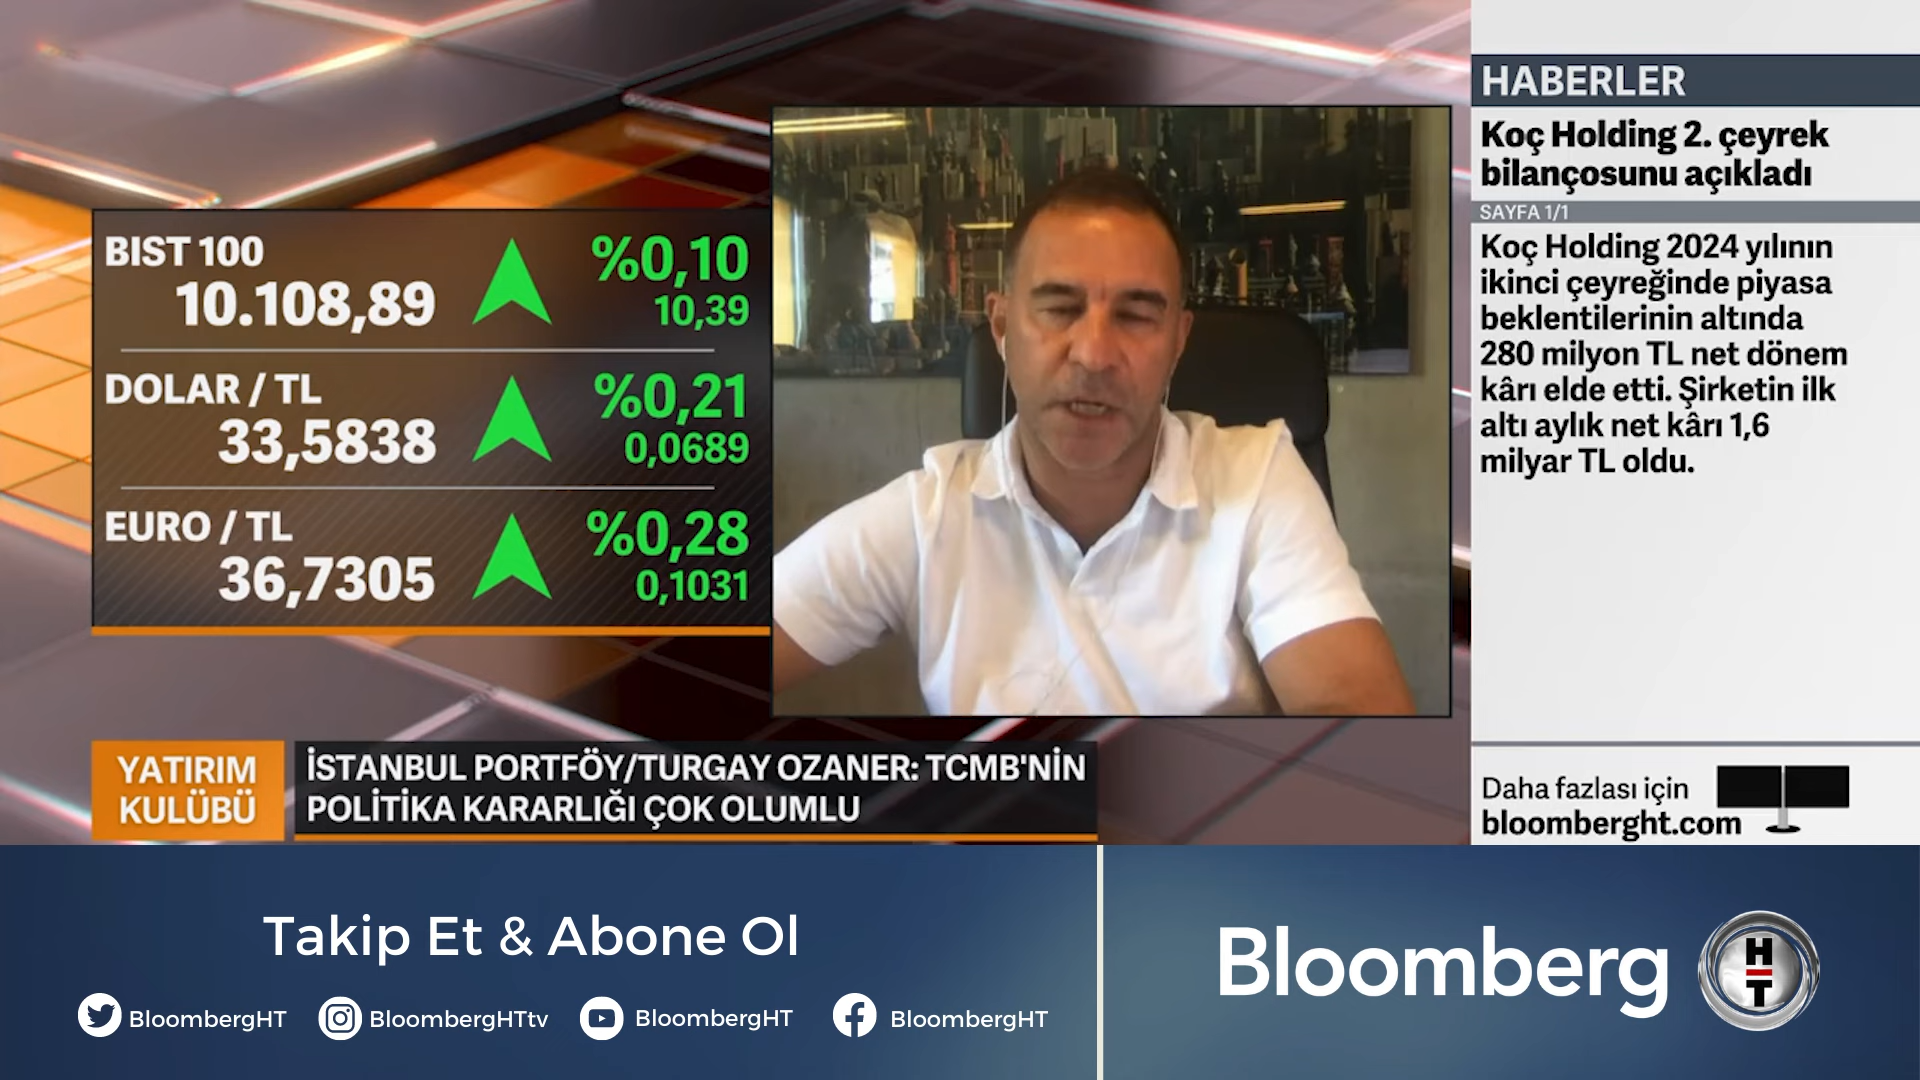 BIST 100
10.108,89
%0,10
10,39
DOLAR / TL
33,5838
%0,21
0,0689
EURO / TL
36,7305
%0,28
0,1031
YATIRIM
KULÜBÜ
İSTANBUL PORTFÖY/TURGAY OZANER: TCMB'NİN
POLİTİKA KARARLIĞI ÇOK OLUMLU
HABERLER
Koç Holding 2. çeyrek
bilançosunu açıkladı
SAYFA 1/1
Koç Holding 2024 yılının
ikinci çeyreğinde piyasa
beklentilerinin altında
280 milyon TL net dönem
kârı elde etti. Şirketin ilk
altı aylık net kârı 1,6
milyar TL oldu.
Daha fazlası için
bloomberght.com
Takip Et & Abone Ol
BloombergHT
BloombergHTtv
BloombergHT
BloombergHT
Bloomberg
H
T